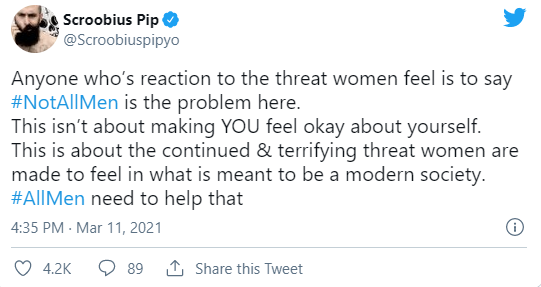 Scroobius Pip
@Scroobiuspipyo
Anyone who's reaction to the threat women feel is to say
#NotAllMen is the problem here.
This isn't about making YOU feel okay about yourself.
This is about the continued & terrifying threat women are
made to feel in what is meant to be a modern society.
#AllMen need to help that
4:35 PM · Mar 11, 2021
4.2K 89 Share this Tweet